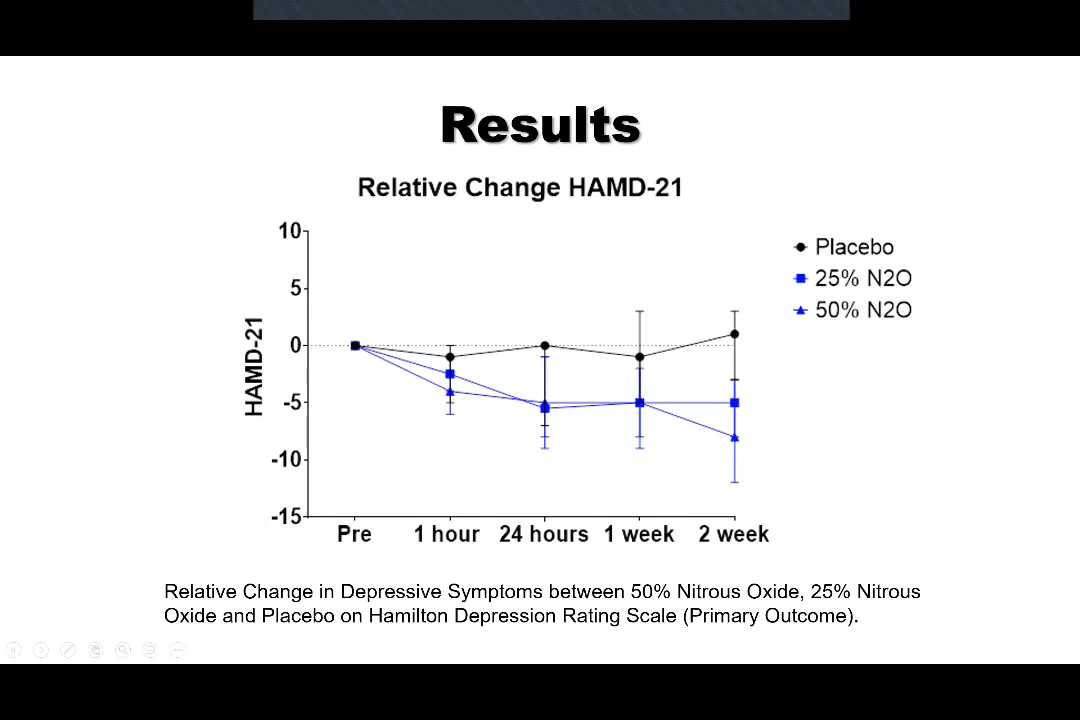 Results
Relative Change HAMD-21
10
5
0
-5
-10
-15
HAMD-21
Pre
1 hour
24 hours
1 week
2 week
Placebo
25% N2O
50% N2O
Relative Change in Depressive Symptoms between 50% Nitrous Oxide, 25% Nitrous
Oxide and Placebo on Hamilton Depression Rating Scale (Primary Outcome).